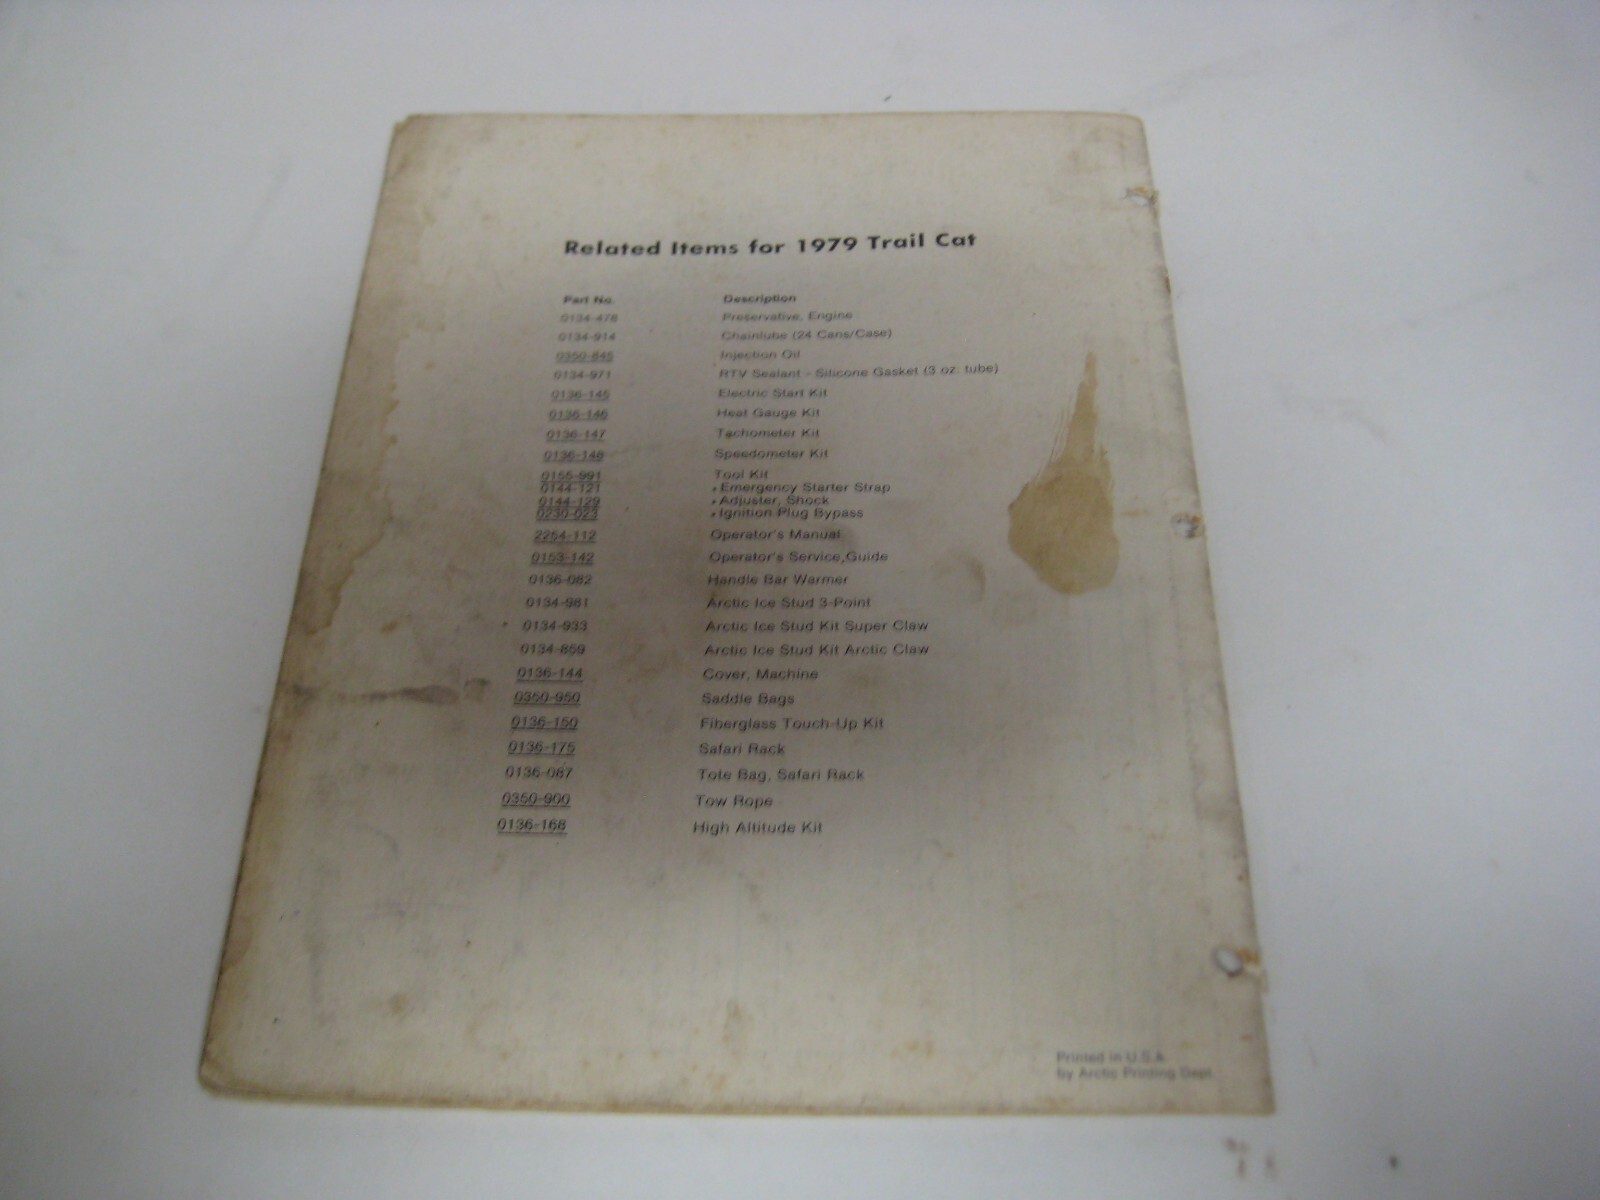 Related Items for 1979 Trail Cat
Part No. Description
0134-478 Preservative, Engine
0134-914 Chainlube (24 Cans/Case)
0350-845 Injection Oil
0134-971 RTV Sealant - Silicone Gasket (3 oz. tube)
0136-145 Electric Start Kit
0136-146 Heat Gauge Kit
0136-147 Tachometer Kit
0136-148 Speedometer Kit
0155-991 Tool Kit
0144-121 • Emergency Starter Strap
0144-129 • Adjuster, Shock
0230-023 • Ignition Plug Bypass
2254-112 Operator's Manual
0153-142 Operator's Service Guide
0136-082 Handle Bar Warmer
0134-981 Arctic Ice Stud 3-Point
0134-933 Arctic Ice Stud Kit Super Claw
0134-859 Arctic Ice Stud Kit Arctic Claw
0136-144 Cover, Machine
0350-950 Saddle Bags
0136-150 Fiberglass Touch-Up Kit
0136-175 Safari Rack
0136-087 Tote Bag, Safari Rack
0350-900 Tow Rope
0136-168 High Altitude Kit
Printed in U.S.A.
by Arctic Printing Dept.